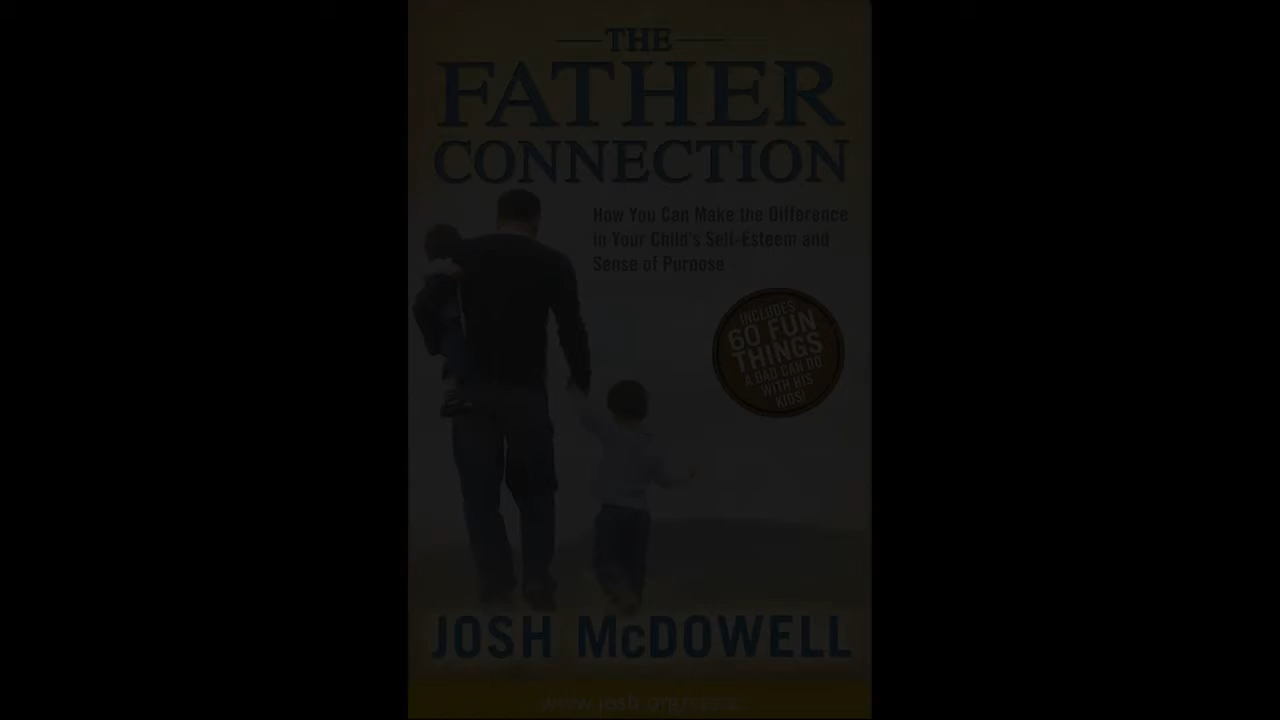 THE
FATHER
CONNECTION
How You Can Make the Difference
in Your Child's Self-Esteem and
Sense of Purpose
INCLUDES
60 FUN
THINGS
A DAD CAN DO
WITH HIS
KIDS!
JOSH McDOWELL